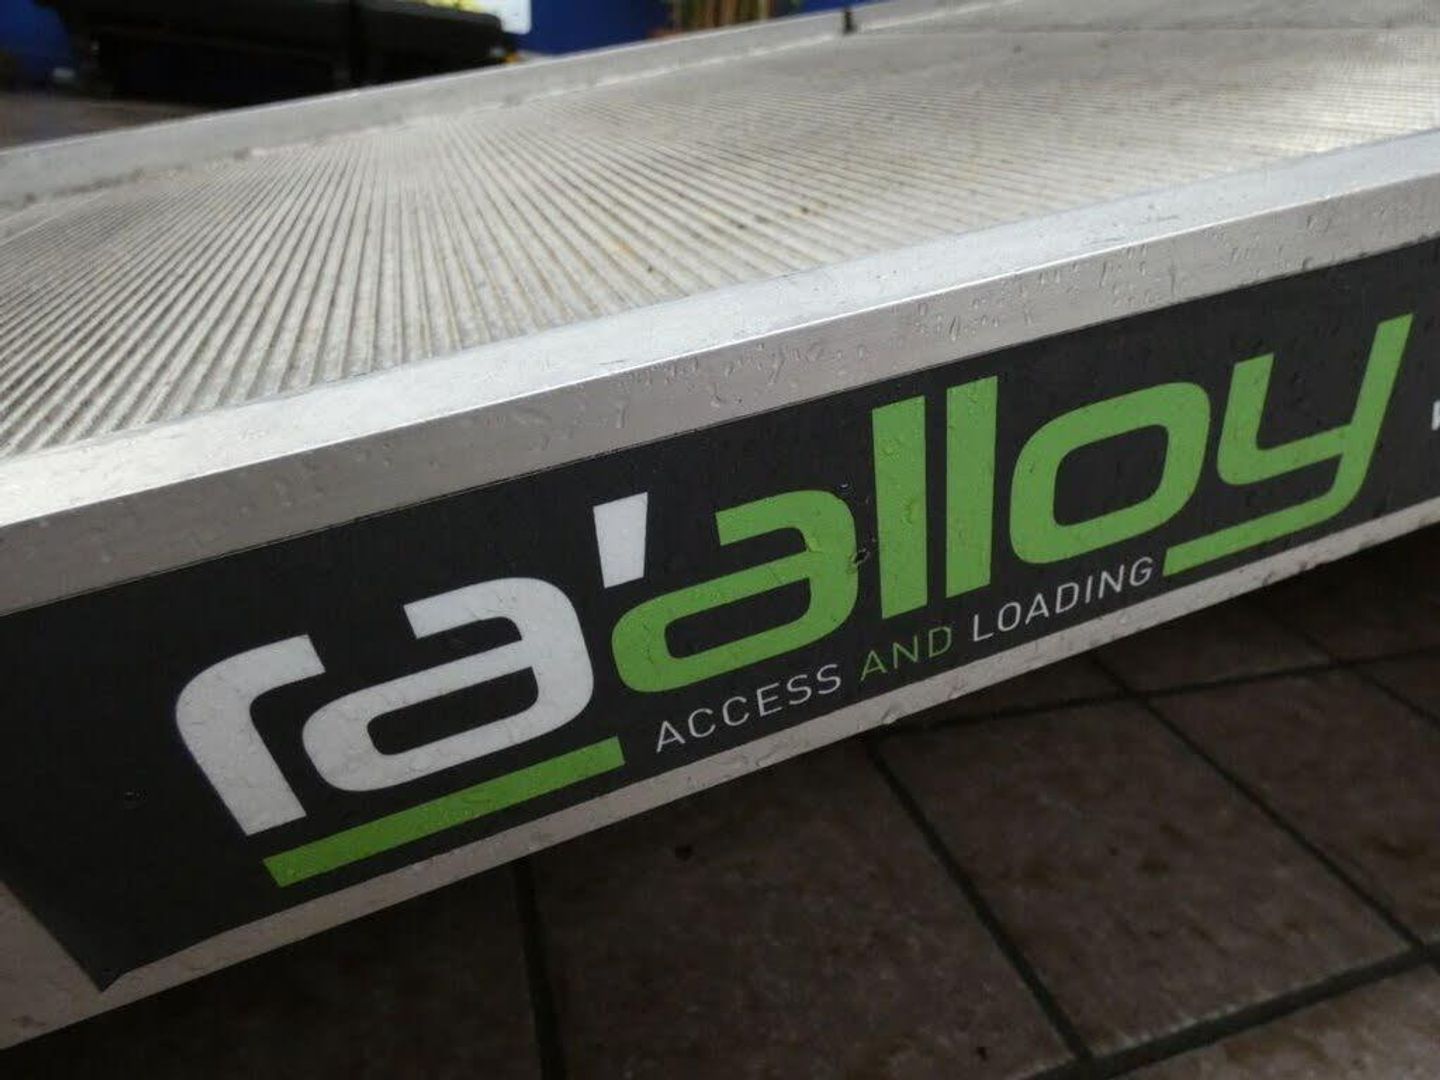 ra'alloy
ACCESS AND LOADING